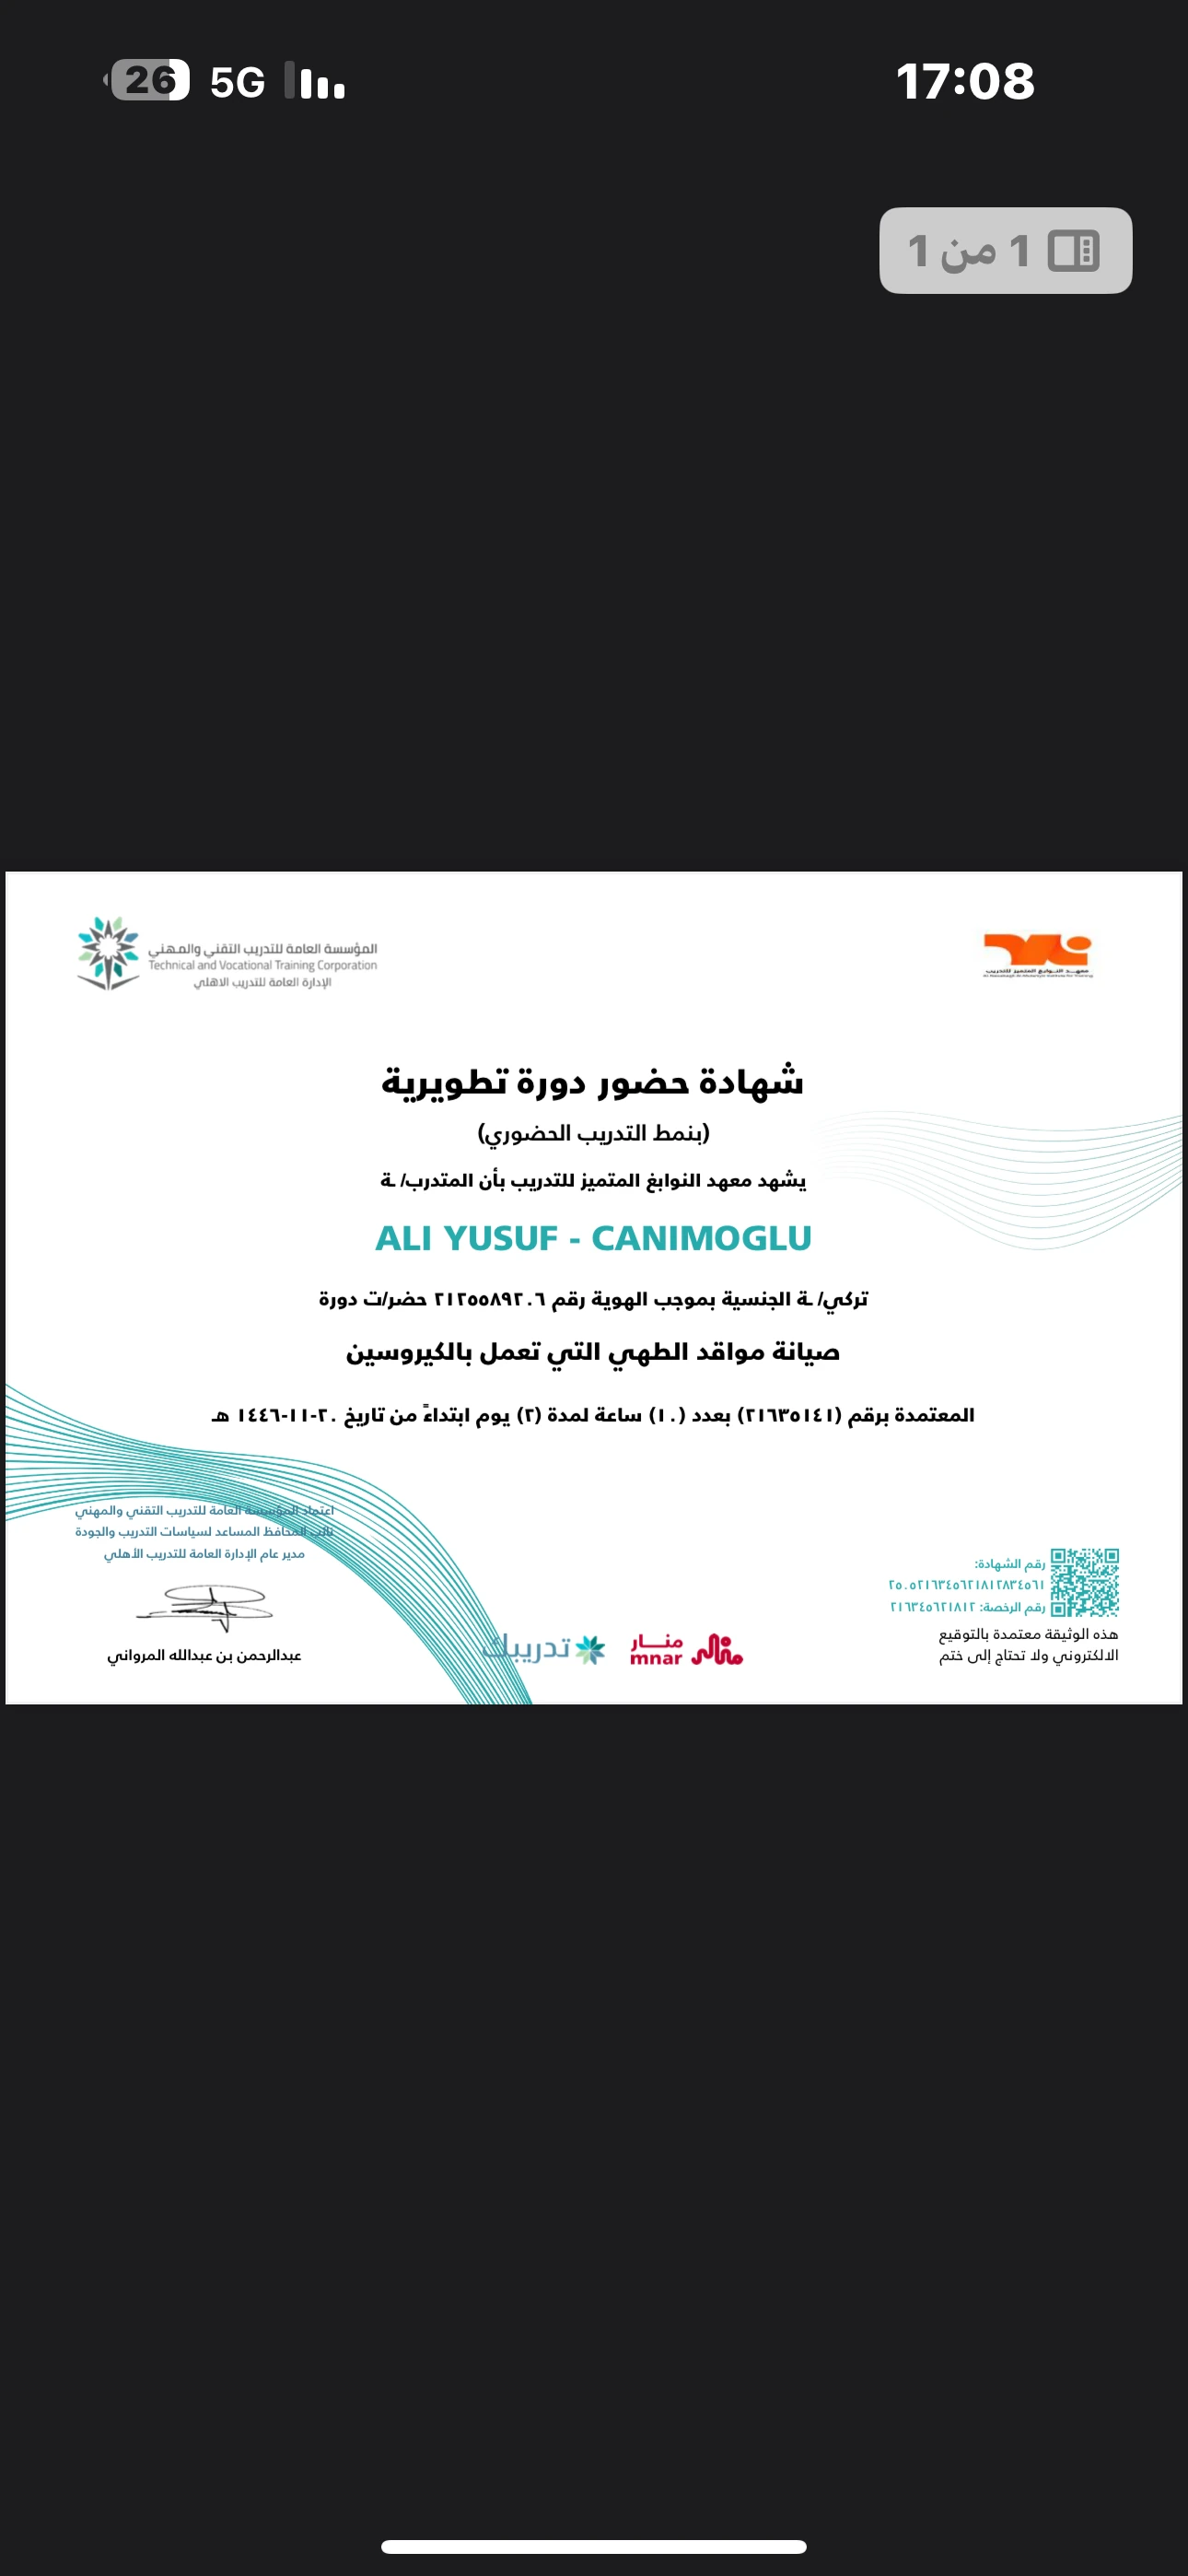 17:08
5G
26
1 من 1
المؤسسة العامة للتدريب التقني والمهني
Technical and Vocational Training Corporation
الإدارة العامة للتدريب الاهلي
معهد النوابغ المتميز للتدريب
شهادة حضور دورة تطويرية
(بنمط التدريب الحضوري)
يشهد معهد النوابغ المتميز للتدريب بأن المتدرب/ ـة
ALI YUSUF - CANIMOGLU
تركي/ ـة الجنسية بموجب الهوية رقم ٢١٢٥٥٨٩٢٠٦ حضر/ت دورة
صيانة مواقد الطهي التي تعمل بالكيروسين
المعتمدة برقم (٢١٦٣٥١٤١) بعدد (١٠) ساعة لمدة (٢) يوم ابتداءً من تاريخ ٢٠-١١-١٤٤٦ هـ
اعتماد المؤسسة العامة للتدريب التقني والمهني
نائب المحافظ المساعد لسياسات التدريب والجودة
مدير عام الإدارة العامة للتدريب الأهلي
عبدالرحمن بن عبدالله المرواني
رقم الشهادة:
٢٥٠٥٢١٦٣٤٥٦٢١٨١٢٨٣٤٥٦١
رقم الرخصة: ٢١٦٣٤٥٦٢١٨١٢
هذه الوثيقة معتمدة بالتوقيع
الالكتروني ولا تحتاج إلى ختم
منار
mnar
تدريبك